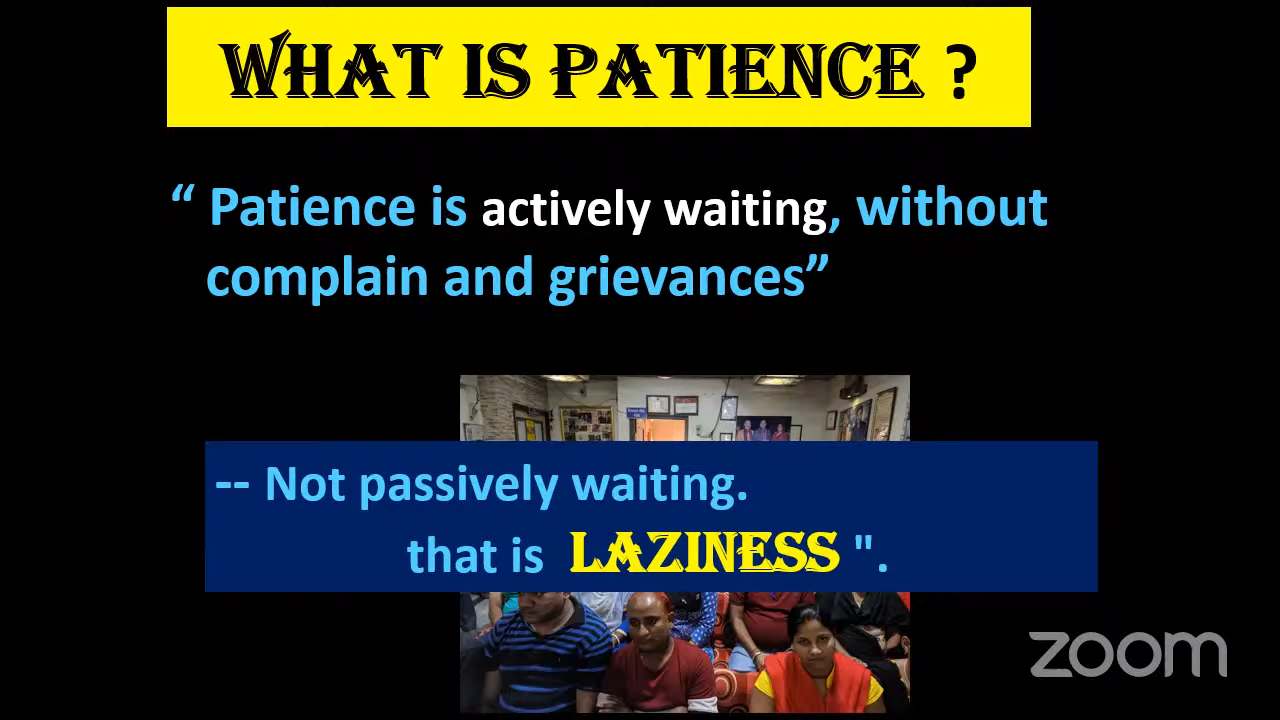 WHAT IS PATIENCE ?
“ Patience is actively waiting, without
complain and grievances”
-- Not passively waiting.
that is LAZINESS ".
zoom